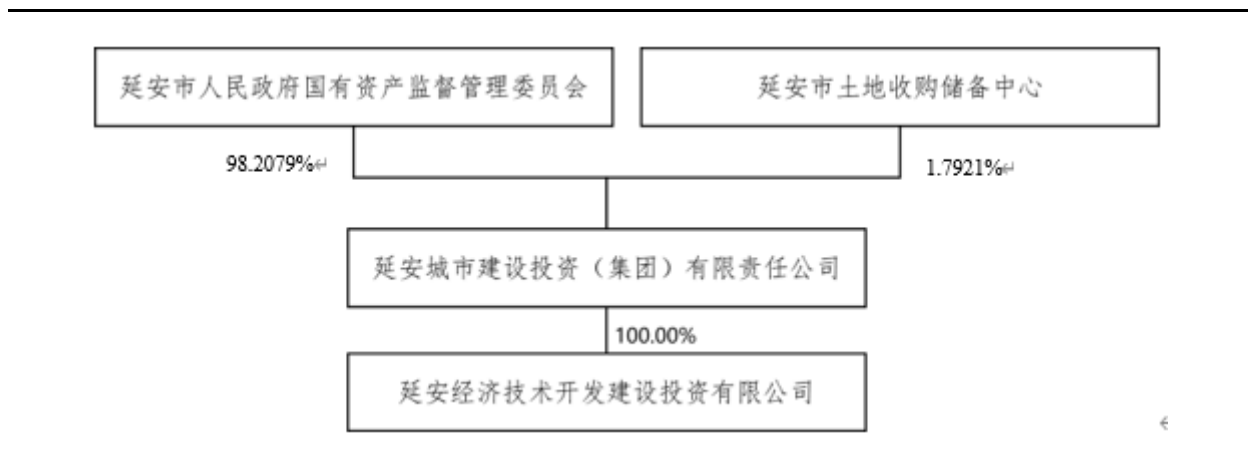 延安市人民政府国有资产监督管理委员会
延安市土地收购储备中心
98.2079%↵
1.7921%↵
延安城市建设投资（集团）有限责任公司
100.00%
延安经济技术开发建设投资有限公司